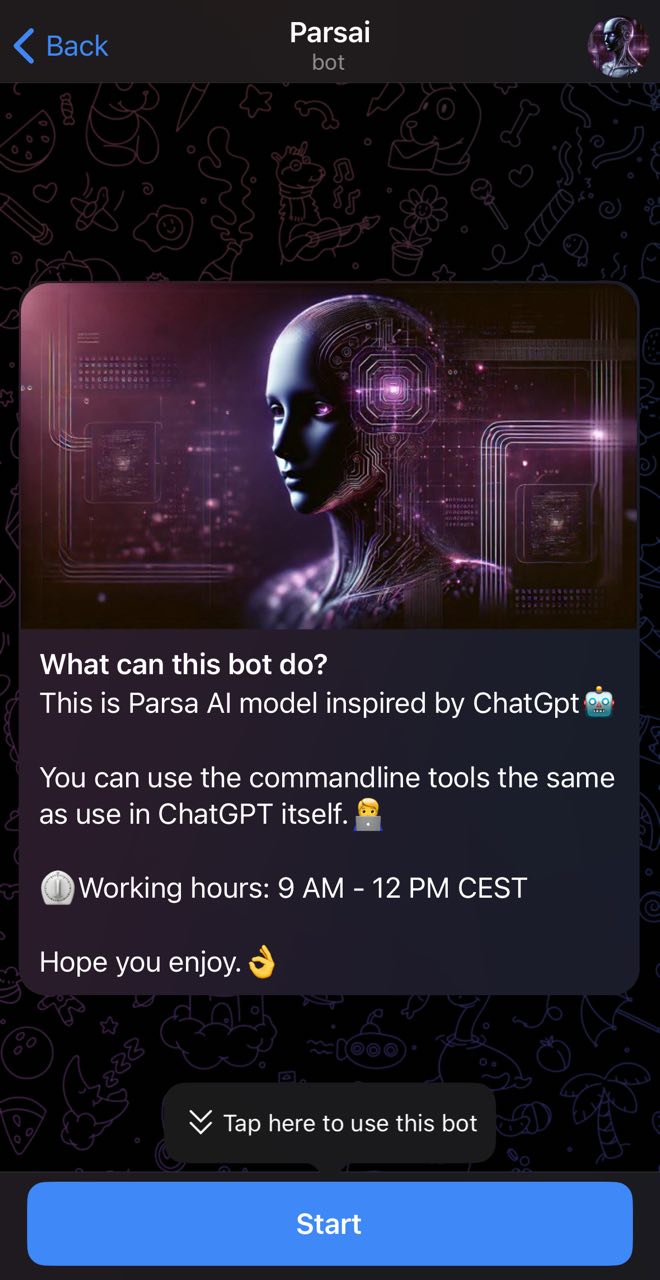 Back
Parsai
bot
What can this bot do?
This is Parsa AI model inspired by ChatGpt🤖
You can use the commandline tools the same
as use in ChatGPT itself.👨‍💻
⏲Working hours: 9 AM - 12 PM CEST
Hope you enjoy.👌
Tap here to use this bot
Start